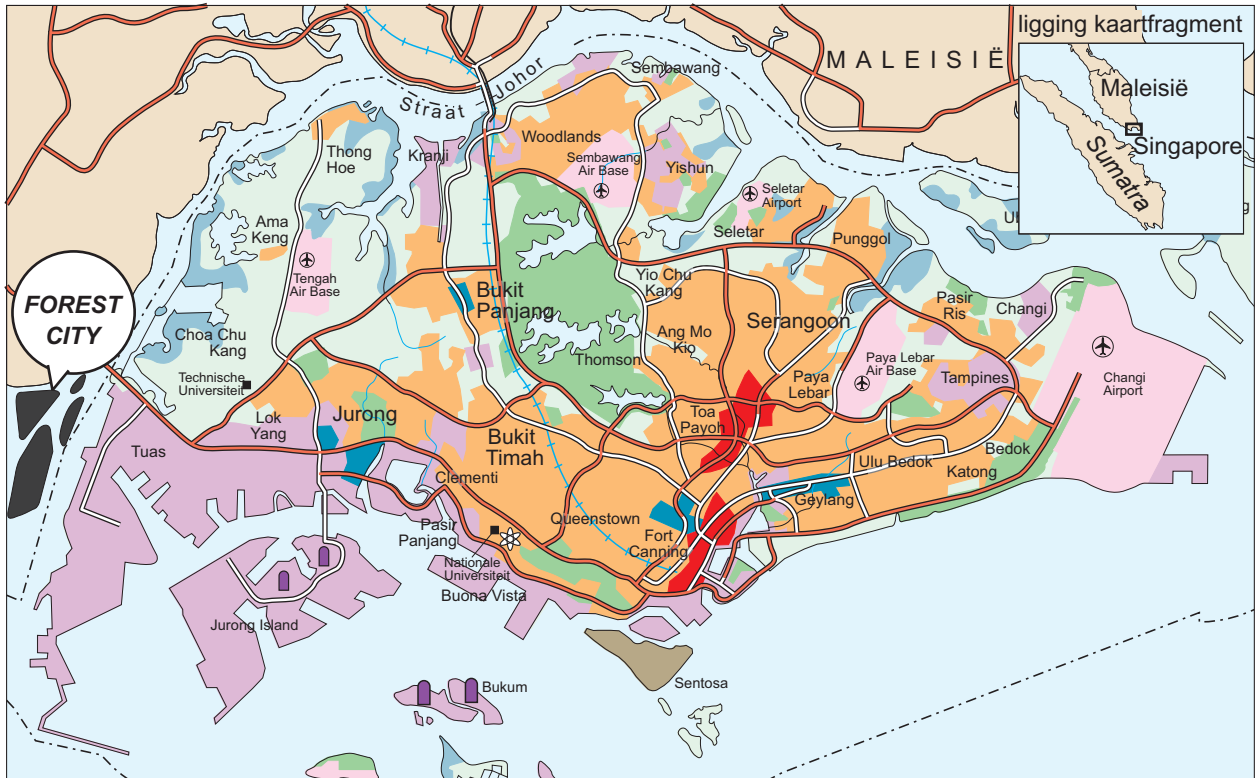 ligging kaartfragment
MALEISIË
Maleisië
Singapore
Sumatra
Straat Johor
Sembawang
Woodlands
Kranji
Thong
Hoe
Sembawang
Air Base
Yishun
Seletar
Airport
Seletar
Punggol
Ama
Keng
Tengah
Air Base
Yio Chu
Kang
Bukit
Panjang
Pasir
Ris
Changi
FOREST
CITY
Choa Chu
Kang
Ang Mo
Kio
Serangoon
Thomson
Paya Lebar
Air Base
Changi
Airport
Technische
Universiteit
Paya
Lebar
Tampines
Lok
Yang
Jurong
Toa
Payoh
Tuas
Bukit
Timah
Clementi
Ulu Bedok
Bedok
Katong
Geylang
Queenstown
Pasir
Panjang
Fort
Canning
Nationale
Universiteit
Buona Vista
Jurong Island
Bukum
Sentosa